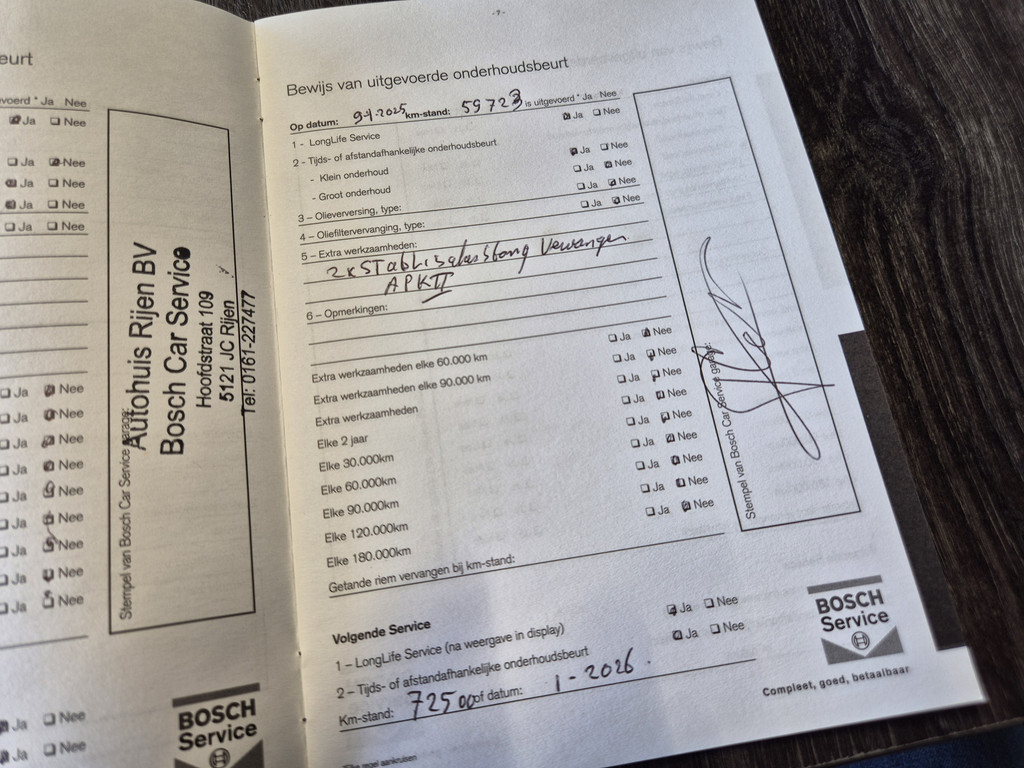 eurt
voerd * Ja Nee
Ja Nee
Ja Nee
Ja Nee
Ja Nee
Ja Nee
Stempel van Bosch Car Service garage:
Autohuis Rijen BV
Bosch Car Service
Hoofdstraat 109
5121 JC Rijen
Tel: 0161-227477
Ja Nee
Ja Nee
Ja Nee
Ja Nee
Ja Nee
Ja Nee
Ja Nee
Ja Nee
Ja Nee
Ja Nee
Ja Nee
BOSCH
Service
- 7 -
Bewijs van uitgevoerde onderhoudsbeurt
Op datum: 9-1-2025 km-stand: 59723 is uitgevoerd * Ja Nee
1 - LongLife Service Ja Nee
2 - Tijds- of afstandafhankelijke onderhoudsbeurt
- Klein onderhoud Ja Nee
- Groot onderhoud Ja Nee
3 – Olieverversing, type: Ja Nee
4 – Oliefiltervervanging, type: Ja Nee
5 – Extra werkzaamheden:
2x
APK II
6 – Opmerkingen:
Extra werkzaamheden elke 60.000 km Ja Nee
Extra werkzaamheden elke 90.000 km Ja Nee
Extra werkzaamheden Ja Nee
Elke 2 jaar Ja Nee
Elke 30.000km Ja Nee
Elke 60.000km Ja Nee
Elke 90.000km Ja Nee
Elke 120.000km Ja Nee
Elke 180.000km Ja Nee
Getande riem vervangen bij km-stand:
Stempel van Bosch Car Service garage:
Volgende Service
1 – LongLife Service (na weergave in display) Ja Nee
2 – Tijds- of afstandafhankelijke onderhoudsbeurt Ja Nee
Km-stand: 72500 of datum: 1-2026.
BOSCH
Service
Compleet, goed, betaalbaar